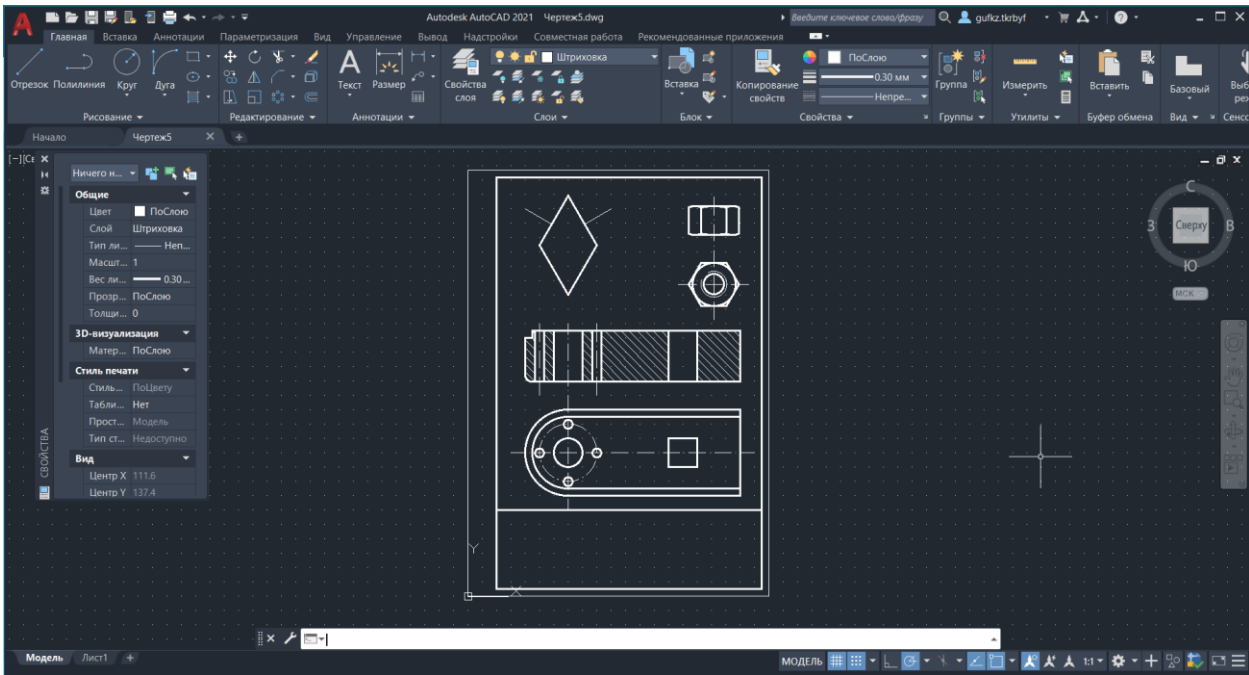 Autodesk AutoCAD 2021 Чертеж5.dwg
Введите ключевое слово/фразу
gufkz.tkrbyf
Главная Вставка Аннотации Параметризация Вид Управление Вывод Надстройки Совместная работа Рекомендованные приложения
Отрезок Полилиния Круг Дуга
Текст Размер
Свойства слоя
Штриховка
Вставка
Копирование свойств
ПоСлою
0.30 мм
Непре...
Группа
Измерить
Вставить
Базовый
Рисование Редактирование Аннотации Слои Блок Свойства Группы Утилиты Буфер обмена Вид
Начало Чертеж5
Ничего н...
Общие
Цвет ПоСлою
Слой Штриховка
Тип ли... Неп...
Масшт... 1
Вес ли... 0.30...
Прозр... ПоСлою
Толщи... 0
3D-визуализация
Матер... ПоСлою
Стиль печати
Стиль... ПоЦвету
Табли... Нет
Прост... Модель
Тип ст... Недоступно
Вид
Центр X 111.6
Центр Y 137.4
СВОЙСТВА
С
З Сверху В
Ю
МСК
Y
X
Модель Лист1
МОДЕЛЬ 1:1